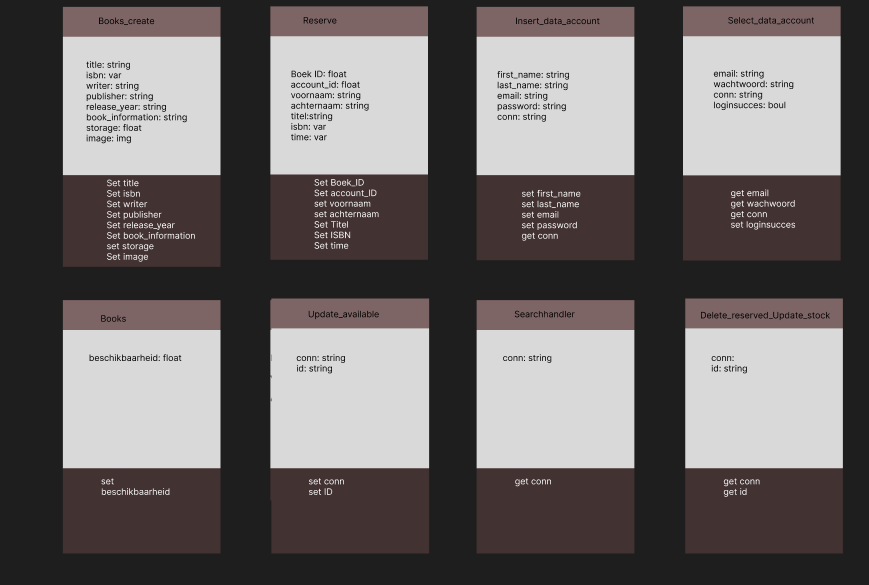 Books_create
title: string
isbn: var
writer: string
publisher: string
release_year: string
book_information: string
storage: float
image: img
Set title
Set isbn
Set writer
Set publisher
Set release_year
Set book_information
set storage
Set image
Reserve
Boek ID: float
account_id: float
voornaam: string
achternaam: string
titel:string
isbn: var
time: var
Set Boek_ID
Set account_ID
set voornaam
set achternaam
Set Titel
Set ISBN
Set time
Insert_data_account
first_name: string
last_name: string
email: string
password: string
conn: string
set first_name
set last_name
set email
set password
get conn
Select_data_account
email: string
wachtwoord: string
conn: string
loginsucces: boul
get email
get wachwoord
get conn
set loginsucces
Books
beschikbaarheid: float
set
beschikbaarheid
Update_available
conn: string
id: string
set conn
set ID
Searchhandler
conn: string
get conn
Delete_reserved_Update_stock
conn:
id: string
get conn
get id